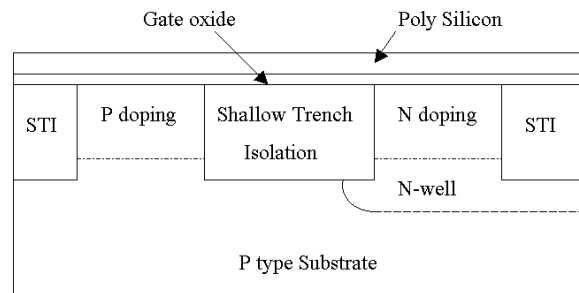 Gate oxide
Poly Silicon
STI
P doping
Shallow Trench
Isolation
N doping
STI
N-well
P type Substrate